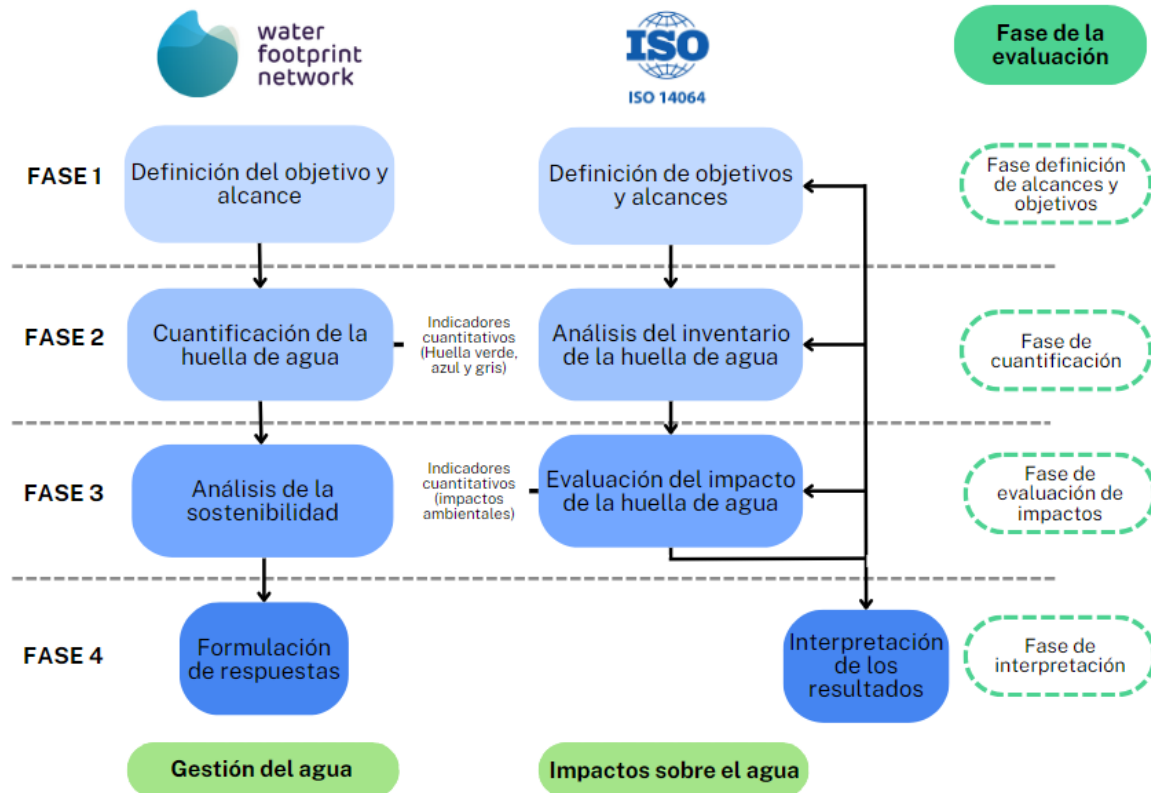 water
footprint
network
ISO
ISO 14064
Fase de la
evaluación
FASE 1
Definición del objetivo y
alcance
Definición de objetivos
y alcances
Fase definición
de alcances y
objetivos
FASE 2
Cuantificación de la
huella de agua
Indicadores
cuantitativos
(Huella verde,
azul y gris)
Análisis del inventario
de la huella de agua
Fase de
cuantificación
FASE 3
Análisis de la
sostenibilidad
Indicadores
cuantitativos
(impactos
ambientales)
Evaluación del impacto
de la huella de agua
Fase de
evaluación de
impactos
FASE 4
Formulación
de respuestas
Interpretación
de los
resultados
Fase de
interpretación
Gestión del agua
Impactos sobre el agua